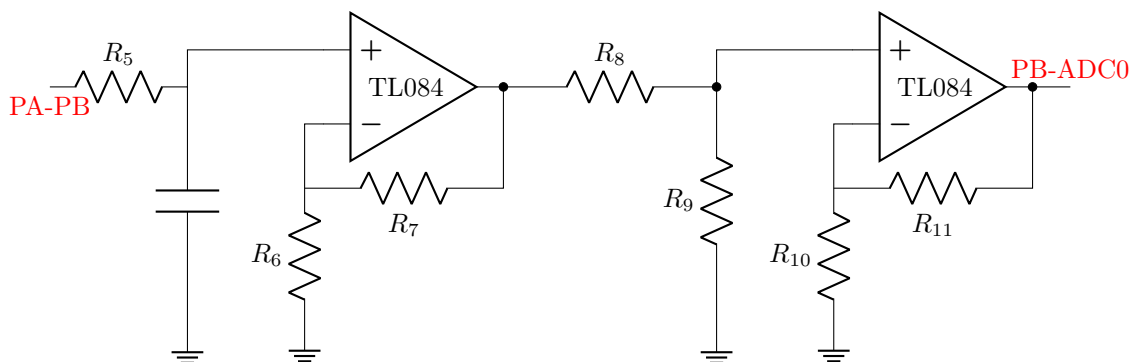 R5
PA-PB
+
TL084
−
R7
R6
R8
R9
+
TL084
−
PB-ADC0
R11
R10